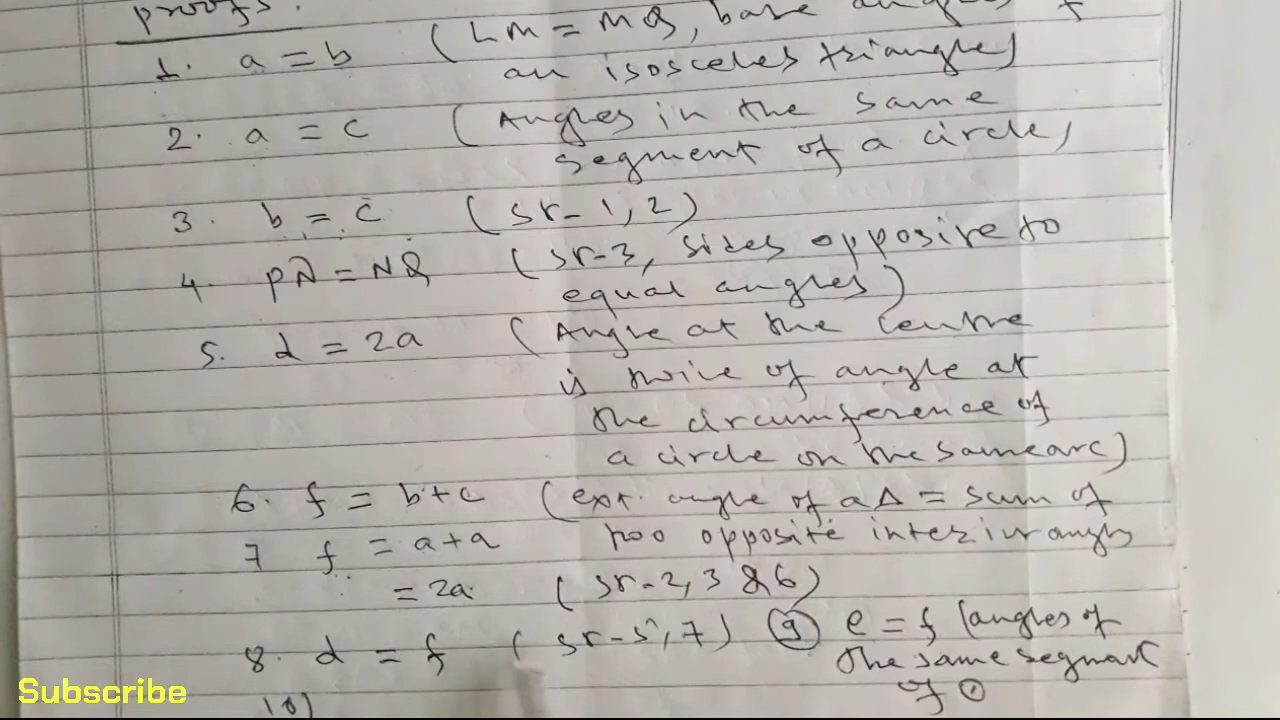 proofs.
1. a = b (LM = MQ, base angles of
an isosceles triangle)
2. a = c (Angles in the same
segment of a circle)
3. b = c (sr-1,2)
4. PN = NQ (sr-3, sides opposite to
equal angles)
5. d = 2a (Angle at the centre
is twice of angle at
the circumference of
a circle on the same arc)
6. f = b+c (ext. angle of a Δ = sum of
two opposite interior angles
7 f = a+a
= 2a (sr-2,3 & 6)
8. d = f (sr-5,7) 9 e = f (angles of
the same segment
of ⊙
10)
Subscribe